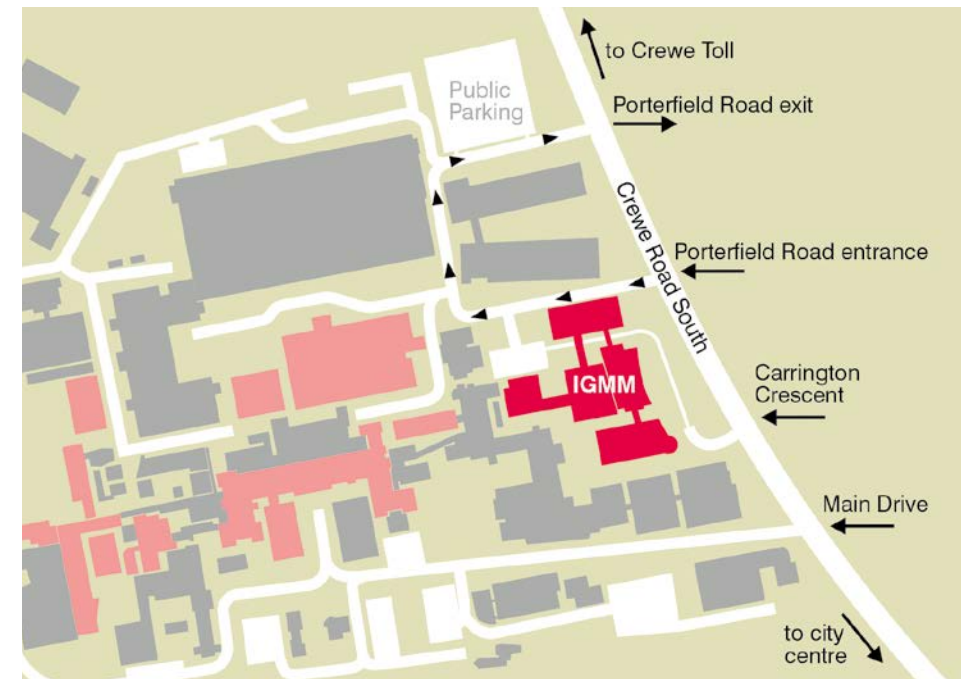 to Crewe Toll
Public
Parking
Porterfield Road exit
Crewe Road South
Porterfield Road entrance
IGMM
Carrington
Crescent
Main Drive
to city
centre